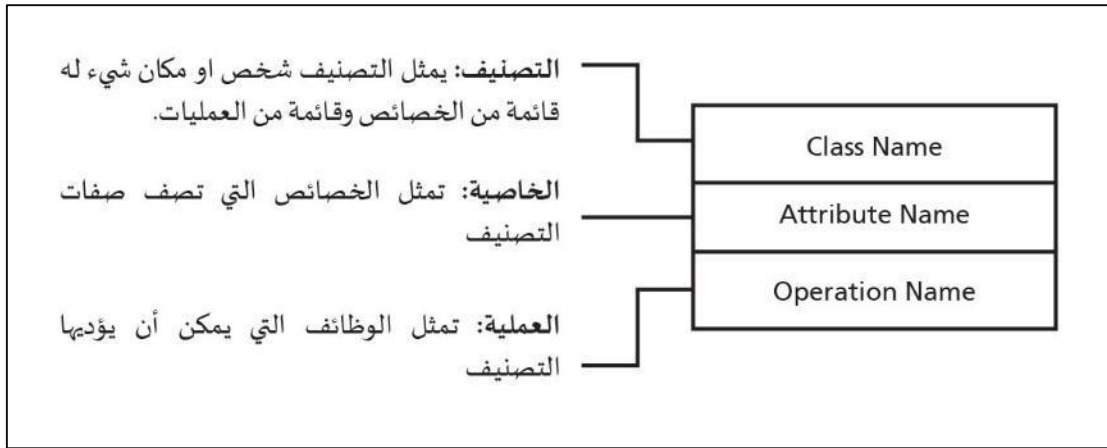 التصنيف: يمثل التصنيف شخص او مكان شيء له
قائمة من الخصائص وقائمة من العمليات.
Class Name
الخاصية: تمثل الخصائص التي تصف صفات
التصنيف
Attribute Name
العملية: تمثل الوظائف التي يمكن أن يؤديها
التصنيف
Operation Name